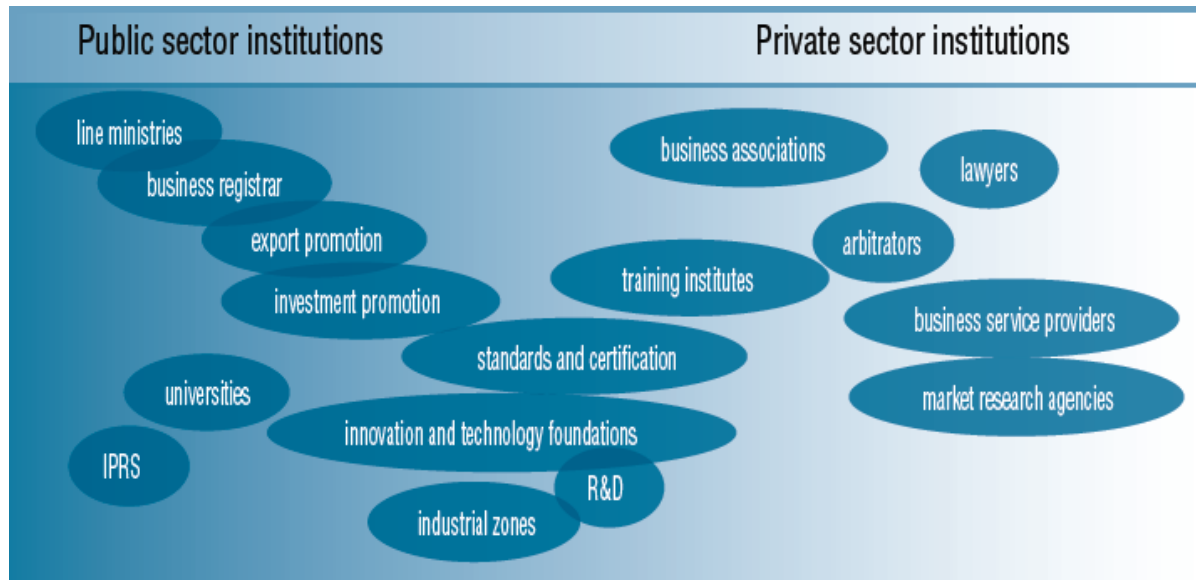 Public sector institutions
Private sector institutions
line ministries
business associations
lawyers
business registrar
export promotion
arbitrators
training institutes
investment promotion
business service providers
standards and certification
universities
market research agencies
innovation and technology foundations
IPRS
R&D
industrial zones